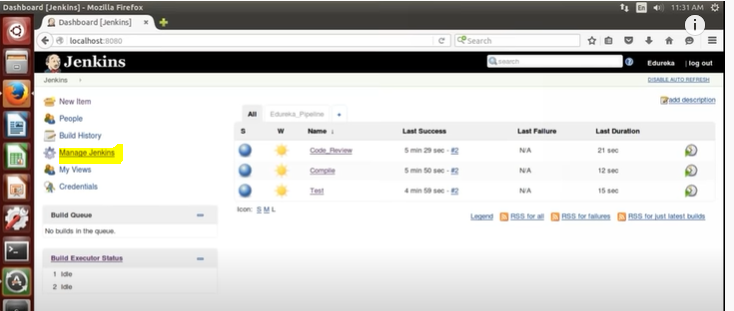 Dashboard [Jenkins] - Mozilla Firefox En 11:31 AM
Dashboard [Jenkins] × +
localhost:8080 Search
Jenkins search Edureka | log out
Jenkins DISABLE AUTO REFRESH
New Item
add description
People
Build History
Manage Jenkins
My Views
Credentials
Build Queue
No builds in the queue.
Build Executor Status
1 Idle
2 Idle
All Edureka_Pipeline +
S W Name ↓ Last Success Last Failure Last Duration
Code_Review 5 min 29 sec - #2 N/A 21 sec
Compile 5 min 50 sec - #2 N/A 12 sec
Test 4 min 59 sec - #2 N/A 15 sec
Icon: S M L
Legend RSS for all RSS for failures RSS for just latest builds